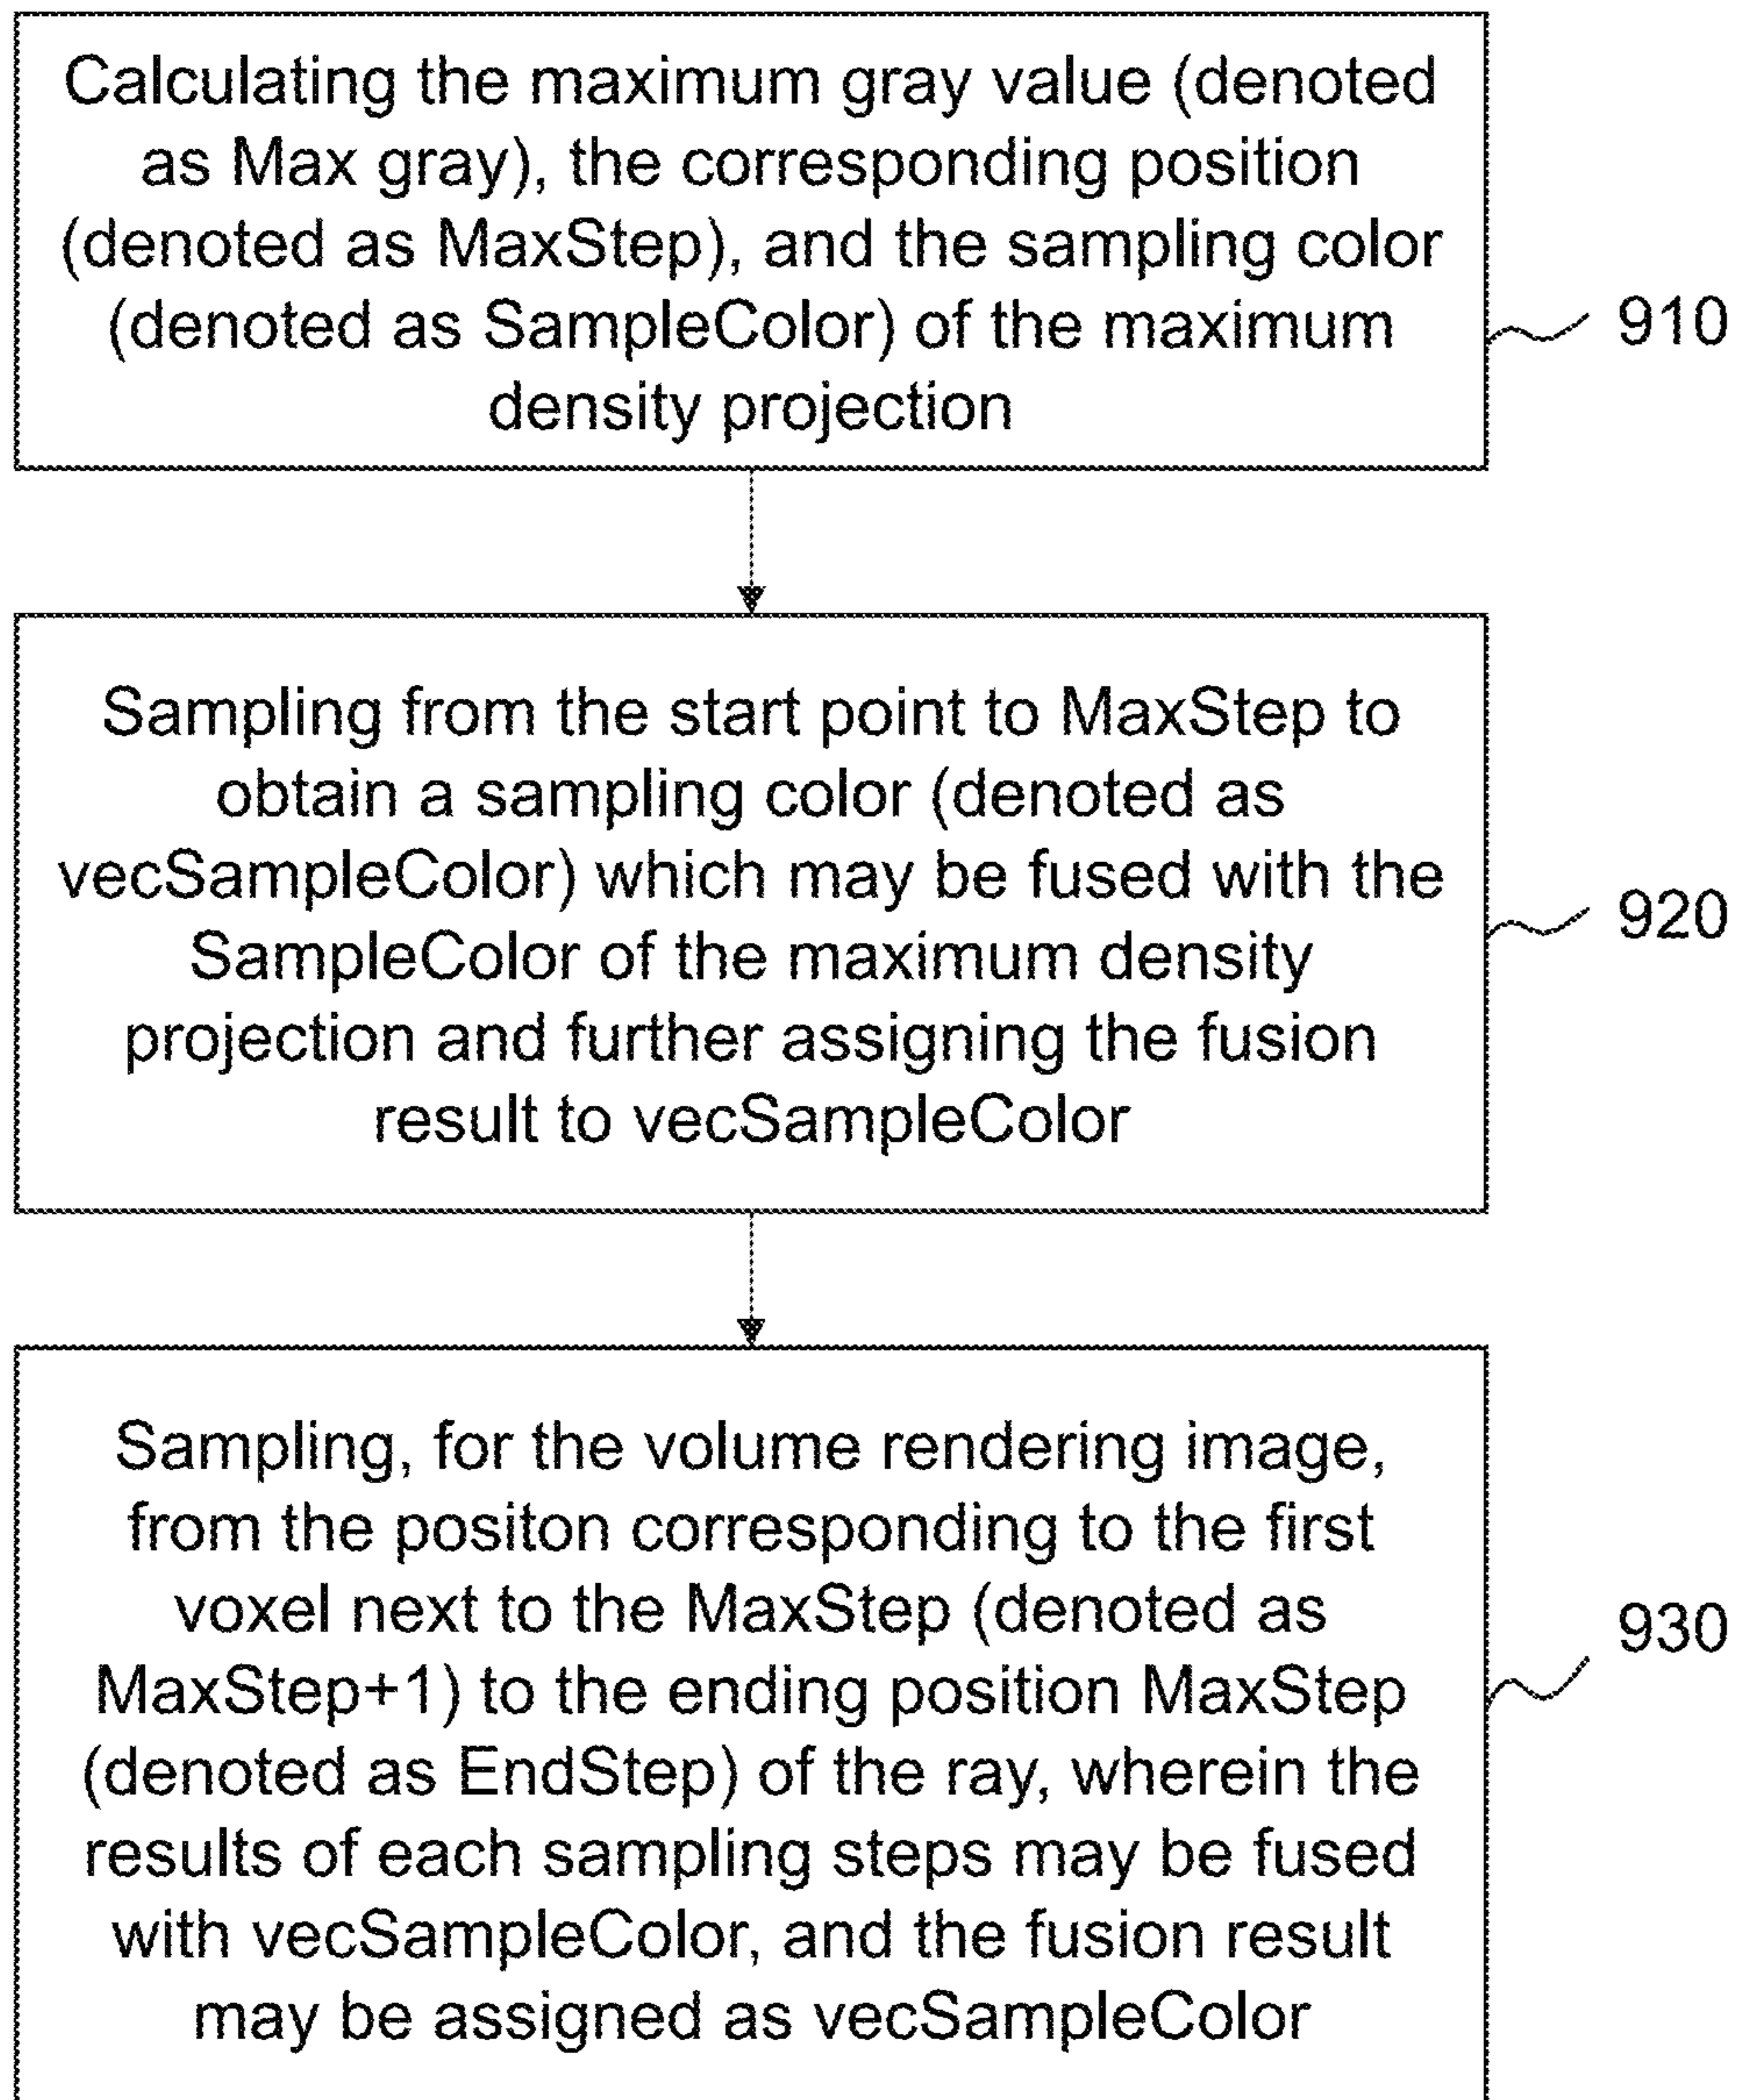 Calculating the maximum gray value (denoted
as Max gray), the corresponding position
(denoted as MaxStep), and the sampling color
(denoted as SampleColor) of the maximum
density projection
910
Sampling from the start point to MaxStep to
obtain a sampling color (denoted as
vecSampleColor) which may be fused with the
SampleColor of the maximum density
projection and further assigning the fusion
result to vecSampleColor
920
Sampling, for the volume rendering image,
from the positon corresponding to the first
voxel next to the MaxStep (denoted as
MaxStep+1) to the ending position MaxStep
(denoted as EndStep) of the ray, wherein the
results of each sampling steps may be fused
with vecSampleColor, and the fusion result
may be assigned as vecSampleColor
930